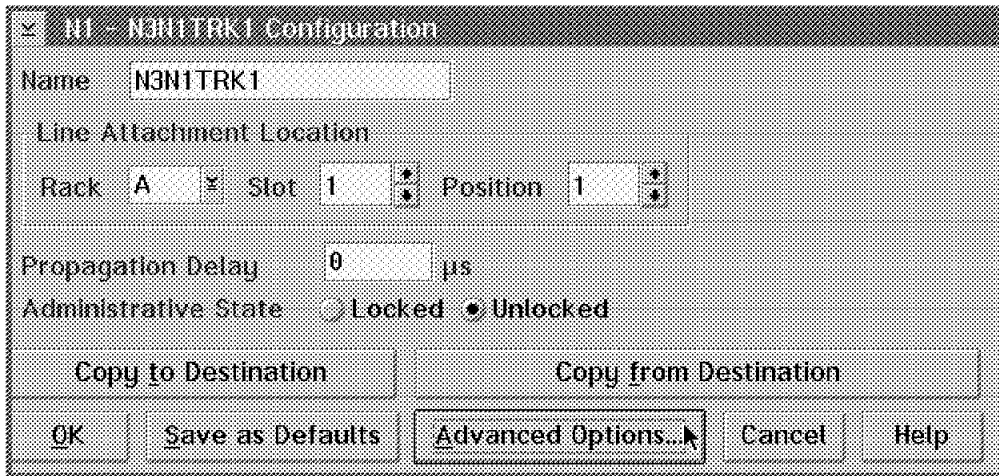 N1 - N3N1TRK1 Configuration
Name N3N1TRK1
Line Attachment Location
Rack A Slot 1 Position 1
Propagation Delay 0 µs
Administrative State Locked Unlocked
Copy to Destination Copy from Destination
OK Save as Defaults Advanced Options... Cancel Help